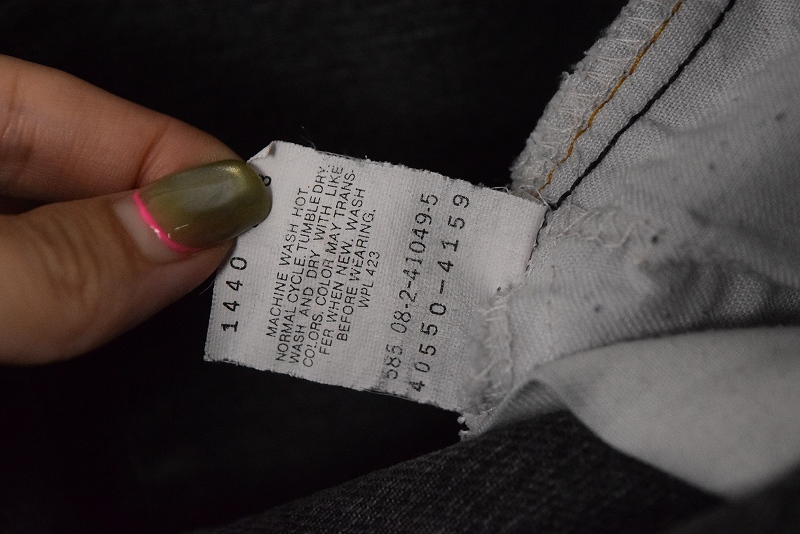 1440
MACHINE WASH HOT.
NORMAL CYCLE. TUMBLE DRY.
WASH AND DRY WITH LIKE
COLORS. COLOR MAY TRANS-
FER WHEN NEW. WASH
BEFORE WEARING.
WPL 423
585 08-2-41049-5
40550-4159